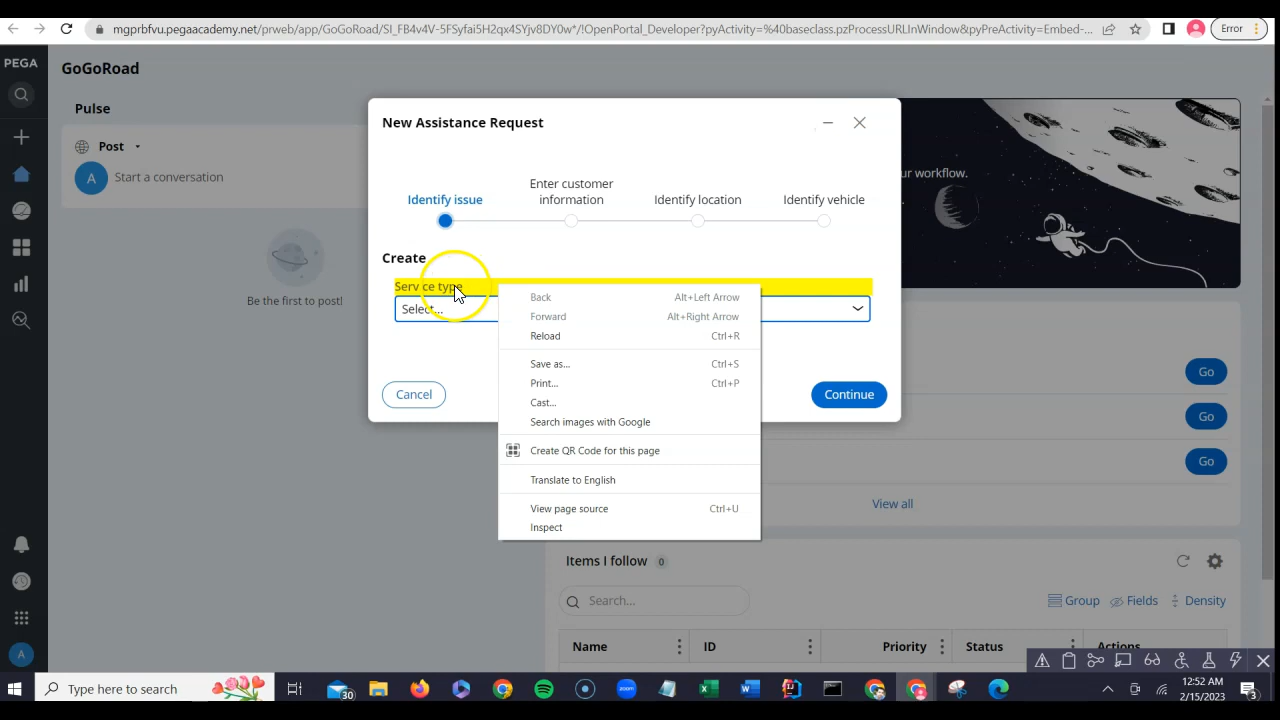 mgprbfvu.pegaacademy.net/prweb/app/GoGoRoad/SI_FB4v4V-5FSyfai5H2qx4SYjv8DY0w*/!OpenPortal_Developer?pyActivity=%40baseclass.pzProcessURLInWindow&pyPreActivity=Embed-...
Error
PEGA
GoGoRoad
Pulse
Post
A Start a conversation
Be the first to post!
ur workflow.
New Assistance Request
Identify issue
Enter customer
information
Identify location
Identify vehicle
Create
Serv ce type
Select...
Cancel
Continue
Back Alt+Left Arrow
Forward Alt+Right Arrow
Reload Ctrl+R
Save as... Ctrl+S
Print... Ctrl+P
Cast...
Search images with Google
Create QR Code for this page
Translate to English
View page source Ctrl+U
Inspect
Go
Go
Go
View all
Items I follow 0
Search...
Group Fields Density
Name ID Priority Status Actions
A
Type here to search
30
zoom
12:52 AM
2/15/2023
3